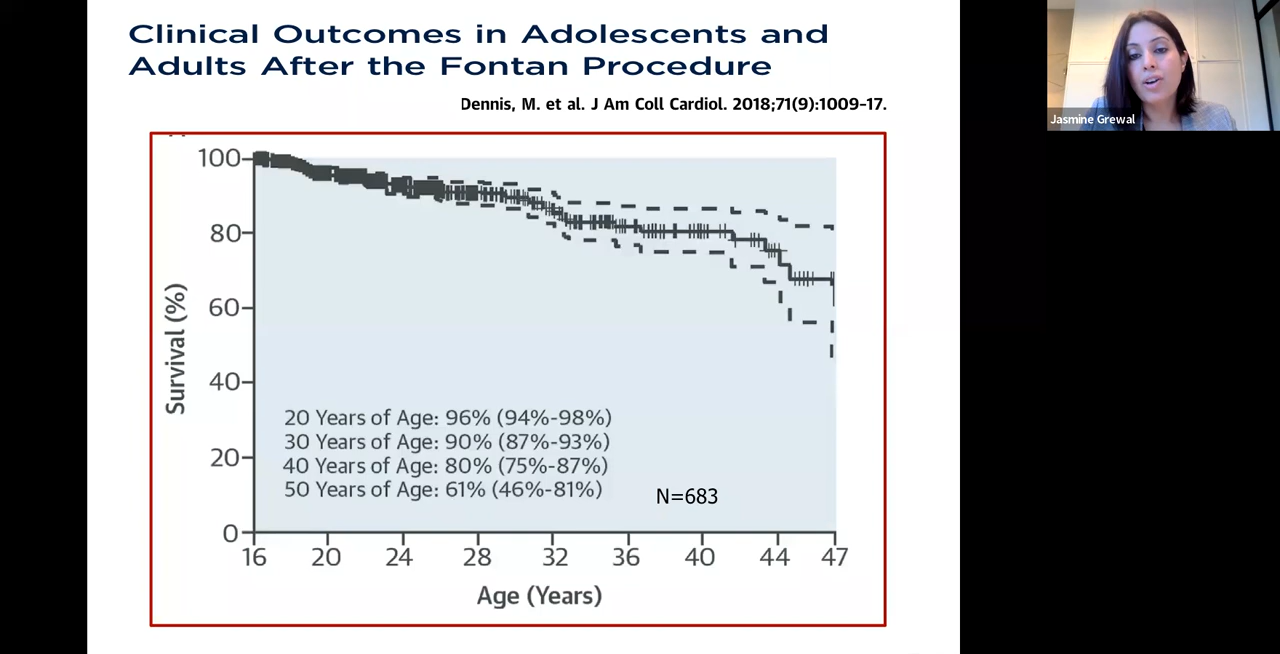 Clinical Outcomes in Adolescents and
Adults After the Fontan Procedure
Dennis, M. et al. J Am Coll Cardiol. 2018;71(9):1009-17.
Jasmine Grewal
100
80
60
40
20
0
Survival (%)
20 Years of Age: 96% (94%-98%)
30 Years of Age: 90% (87%-93%)
40 Years of Age: 80% (75%-87%)
50 Years of Age: 61% (46%-81%)
N=683
16 20 24 28 32 36 40 44 47
Age (Years)